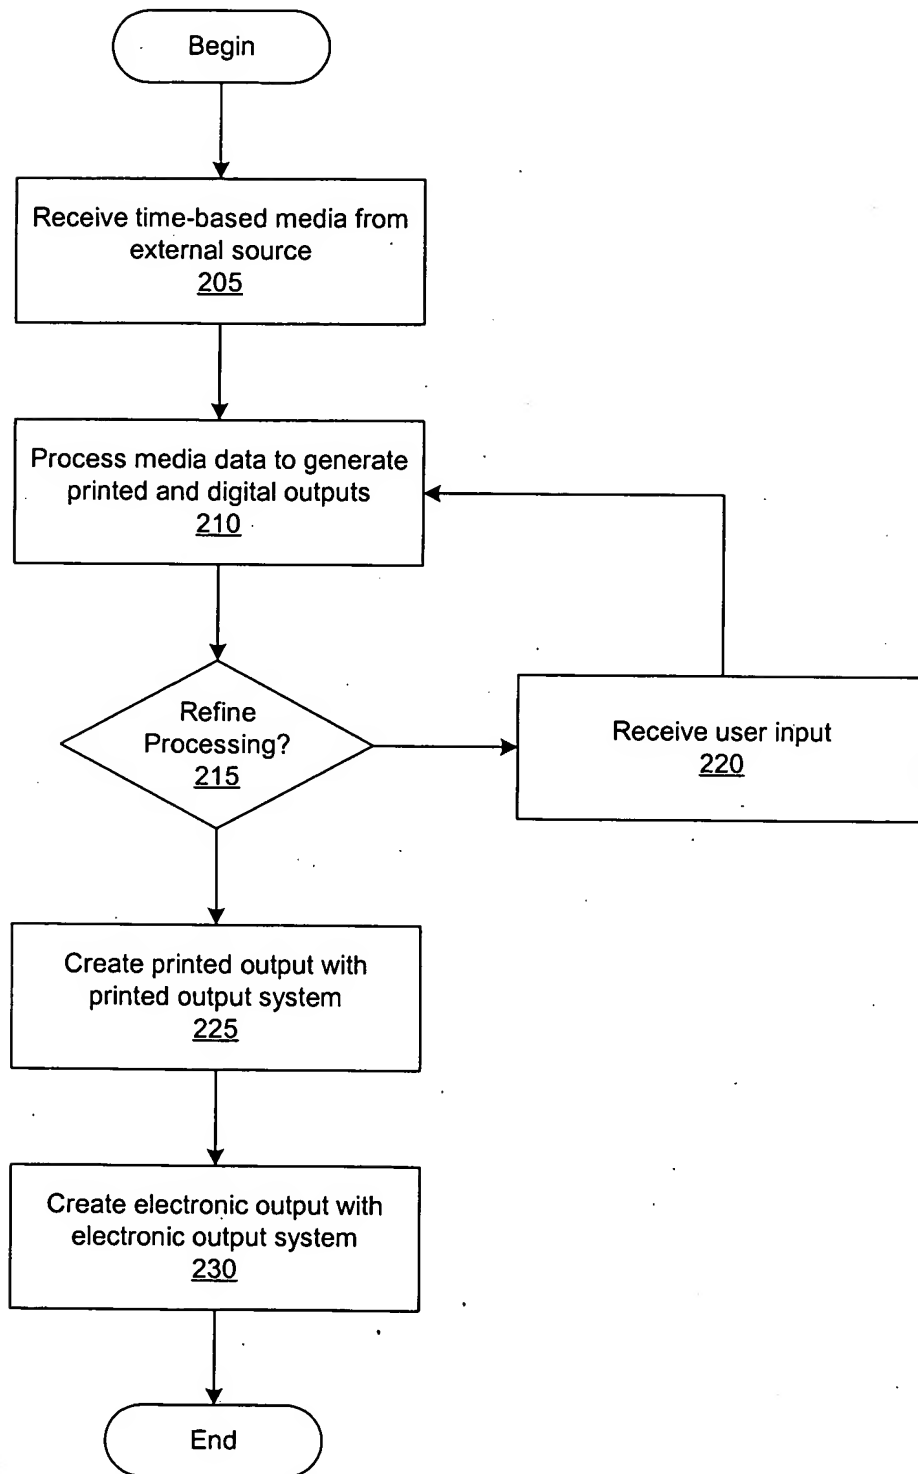 Begin
Receive time-based media from
external source
205
Process media data to generate
printed and digital outputs
210
Refine
Processing?
215
Receive user input
220
Create printed output with
printed output system
225
Create electronic output with
electronic output system
230
End